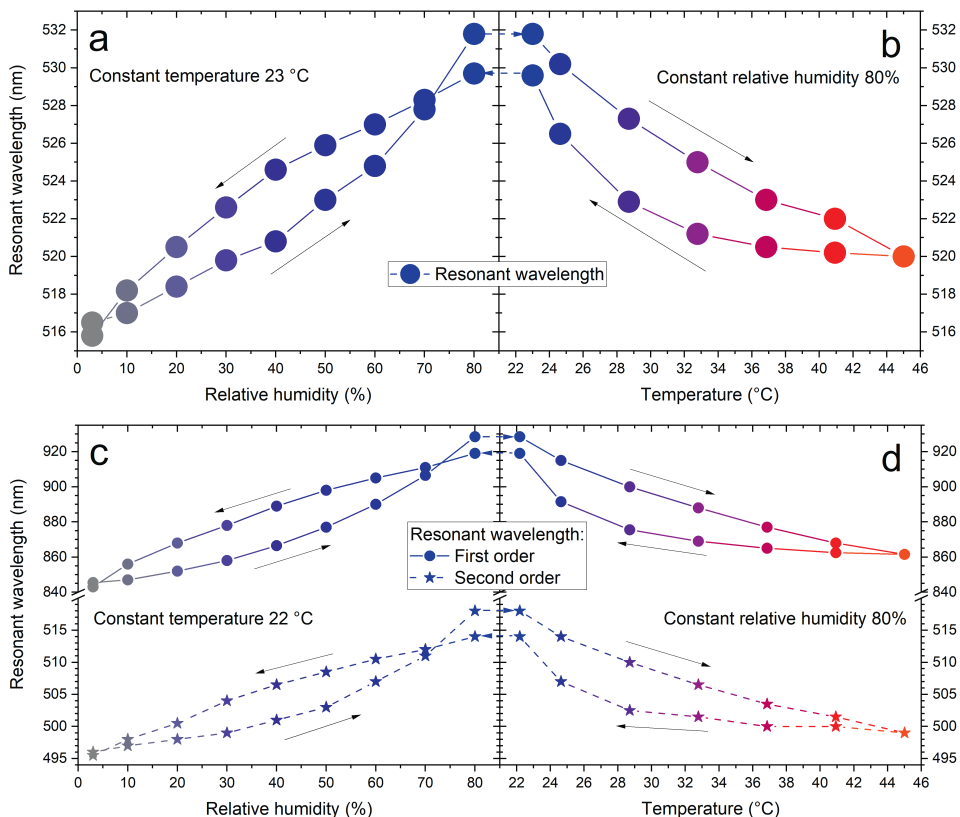 a
Constant temperature 23 °C
b
Constant relative humidity 80%
Resonant wavelength (nm)
532
530
528
526
524
522
520
518
516
Resonant wavelength
0 10 20 30 40 50 60 70 80
22 24 26 28 30 32 34 36 38 40 42 44 46
532
530
528
526
524
522
520
518
516
Relative humidity (%)
Temperature (°C)
c
d
Resonant wavelength (nm)
920
900
880
860
840
515
510
505
500
495
Resonant wavelength:
First order
Second order
Constant temperature 22 °C
Constant relative humidity 80%
920
900
880
860
840
515
510
505
500
495
0 10 20 30 40 50 60 70 80
22 24 26 28 30 32 34 36 38 40 42 44 46
Relative humidity (%)
Temperature (°C)